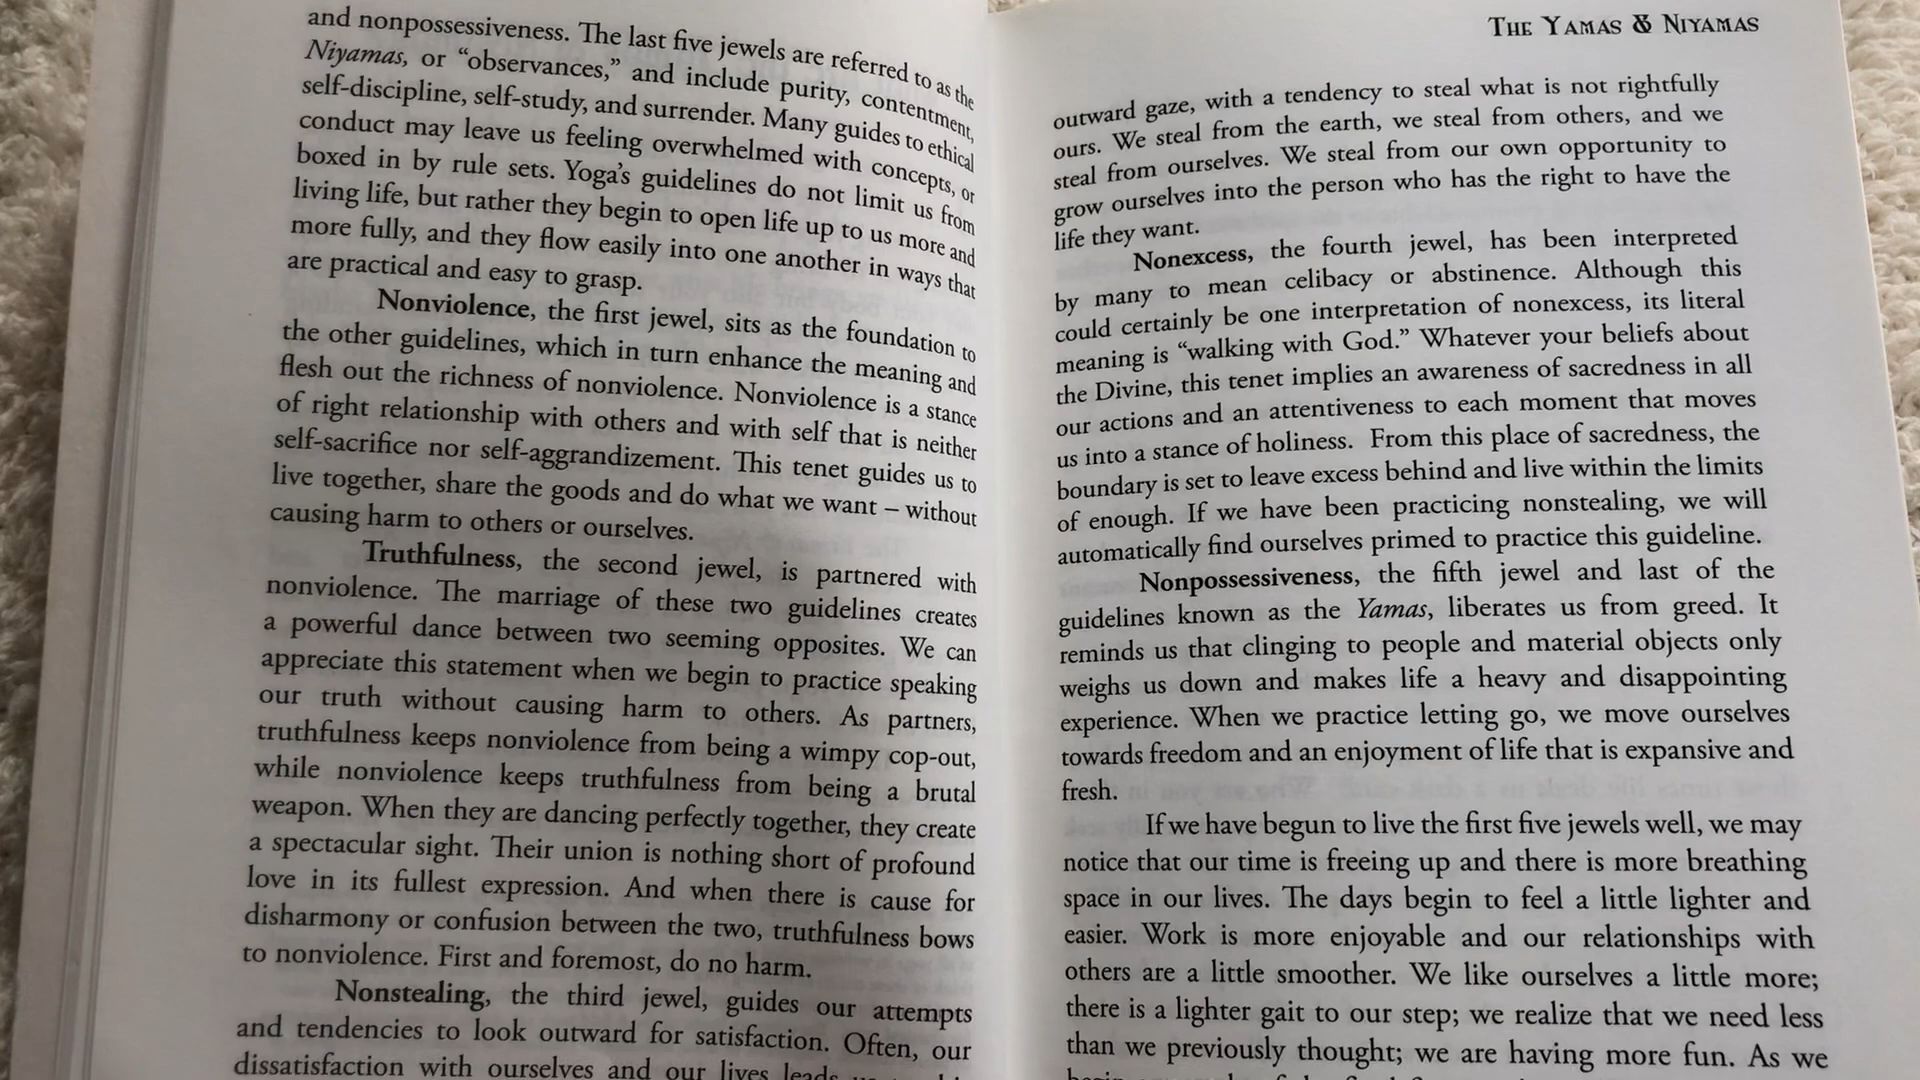 and nonpossessiveness. The last five jewels are referred to as the
Niyamas, or “observances,” and include purity, contentment,
self-discipline, self-study, and surrender. Many guides to ethical
conduct may leave us feeling overwhelmed with concepts, or
boxed in by rule sets. Yoga’s guidelines do not limit us from
living life, but rather they begin to open life up to us more and
more fully, and they flow easily into one another in ways that
are practical and easy to grasp.
Nonviolence, the first jewel, sits as the foundation to
the other guidelines, which in turn enhance the meaning and
flesh out the richness of nonviolence. Nonviolence is a stance
of right relationship with others and with self that is neither
self-sacrifice nor self-aggrandizement. This tenet guides us to
live together, share the goods and do what we want – without
causing harm to others or ourselves.
Truthfulness, the second jewel, is partnered with
nonviolence. The marriage of these two guidelines creates
a powerful dance between two seeming opposites. We can
appreciate this statement when we begin to practice speaking
our truth without causing harm to others. As partners,
truthfulness keeps nonviolence from being a wimpy cop-out,
while nonviolence keeps truthfulness from being a brutal
weapon. When they are dancing perfectly together, they create
a spectacular sight. Their union is nothing short of profound
love in its fullest expression. And when there is cause for
disharmony or confusion between the two, truthfulness bows
to nonviolence. First and foremost, do no harm.
Nonstealing, the third jewel, guides our attempts
and tendencies to look outward for satisfaction. Often, our
dissatisfaction with ourselves and our lives leads
THE YAMAS & NIYAMAS
outward gaze, with a tendency to steal what is not rightfully
ours. We steal from the earth, we steal from others, and we
steal from ourselves. We steal from our own opportunity to
grow ourselves into the person who has the right to have the
life they want.
Nonexcess, the fourth jewel, has been interpreted
by many to mean celibacy or abstinence. Although this
could certainly be one interpretation of nonexcess, its literal
meaning is “walking with God.” Whatever your beliefs about
the Divine, this tenet implies an awareness of sacredness in all
our actions and an attentiveness to each moment that moves
us into a stance of holiness. From this place of sacredness, the
boundary is set to leave excess behind and live within the limits
of enough. If we have been practicing nonstealing, we will
automatically find ourselves primed to practice this guideline.
Nonpossessiveness, the fifth jewel and last of the
guidelines known as the Yamas, liberates us from greed. It
reminds us that clinging to people and material objects only
weighs us down and makes life a heavy and disappointing
experience. When we practice letting go, we move ourselves
towards freedom and an enjoyment of life that is expansive and
fresh.
If we have begun to live the first five jewels well, we may
notice that our time is freeing up and there is more breathing
space in our lives. The days begin to feel a little lighter and
easier. Work is more enjoyable and our relationships with
others are a little smoother. We like ourselves a little more;
there is a lighter gait to our step; we realize that we need less
than we previously thought; we are having more fun. As we